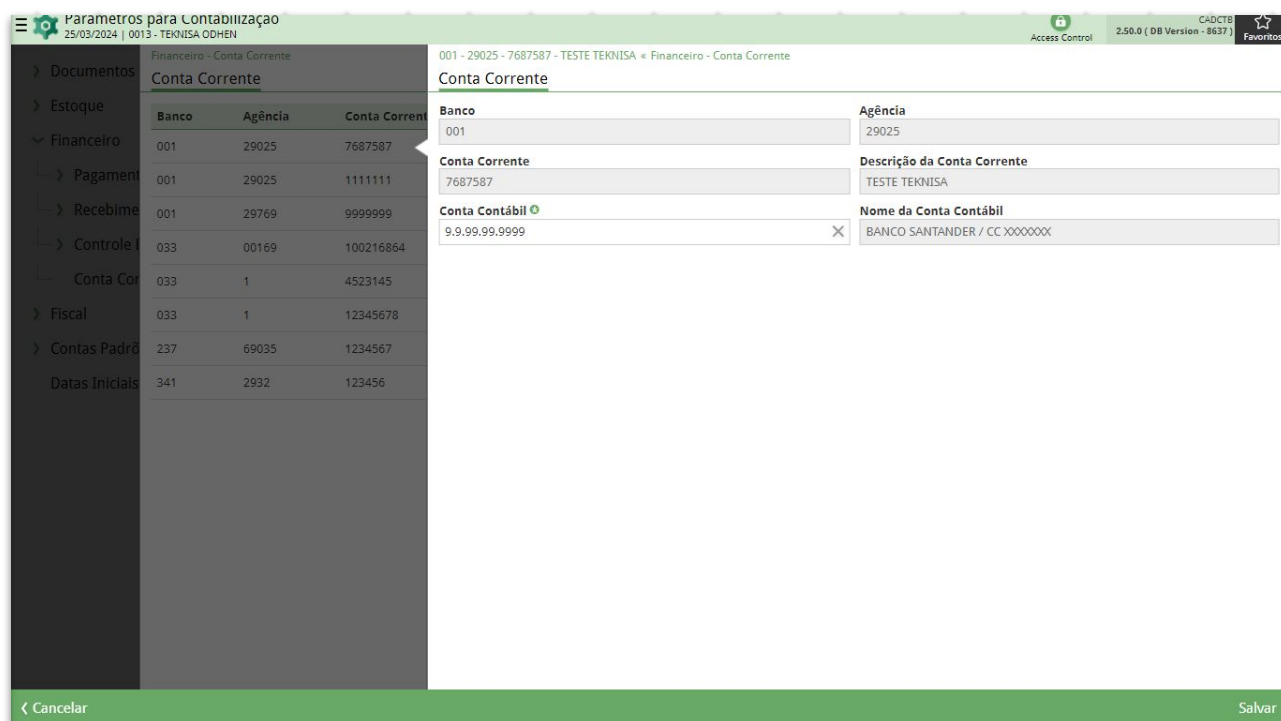 Parametros para Contabilização
25/03/2024 | 0013 - TEKNISA ODHEN
Access Control
CADCTB
2.50.0 ( DB Version - 8637 )
Favoritos
Documentos
Estoque
Financeiro
Pagament
Recebime
Controle I
Conta Cor
Fiscal
Contas Padrõ
Datas Iniciais
Financeiro - Conta Corrente
Conta Corrente
Banco Agência Conta Corrent
001 29025 7687587
001 29025 1111111
001 29769 9999999
033 00169 100216864
033 1 4523145
033 1 12345678
237 69035 1234567
341 2932 123456
001 - 29025 - 7687587 - TESTE TEKNISA « Financeiro - Conta Corrente
Conta Corrente
Banco Agência
001 29025
Conta Corrente Descrição da Conta Corrente
7687587 TESTE TEKNISA
Conta Contábil Nome da Conta Contábil
9.9.99.99.9999 BANCO SANTANDER / CC XXXXXXX
Cancelar Salvar